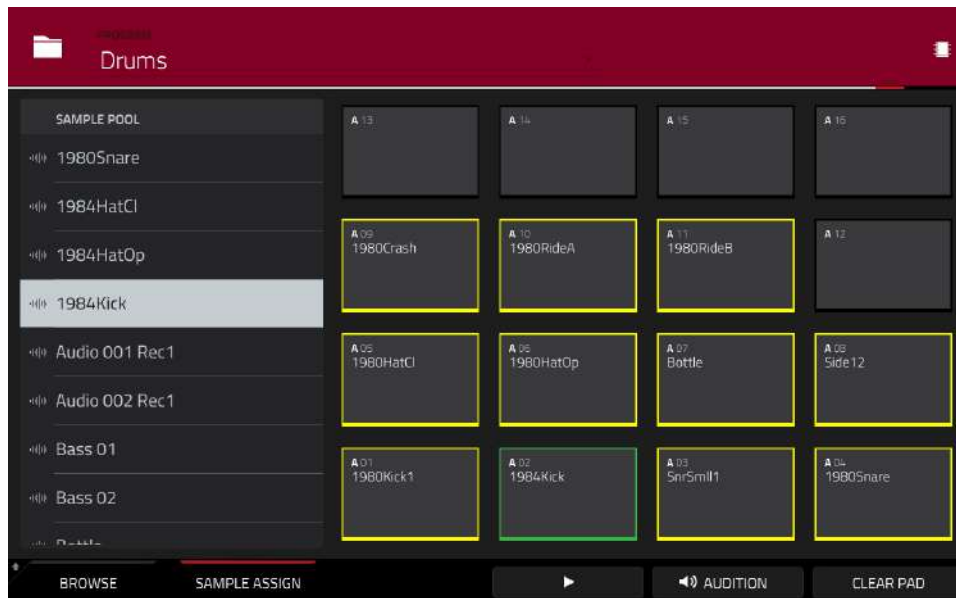 PROGRAM
Drums
SAMPLE POOL
1980Snare
1984HatCl
1984HatOp
1984Kick
Audio 001 Rec1
Audio 002 Rec1
Bass 01
Bass 02
Bottle
A 13
A 14
A 15
A 16
A 09
1980Crash
A 10
1980RideA
A 11
1980RideB
A 12
A 05
1980HatCl
A 06
1980HatOp
A 07
Bottle
A 08
Side12
A 01
1980Kick1
A 02
1984Kick
A 03
SnrSmll1
A 04
1980Snare
BROWSE
SAMPLE ASSIGN
AUDITION
CLEAR PAD